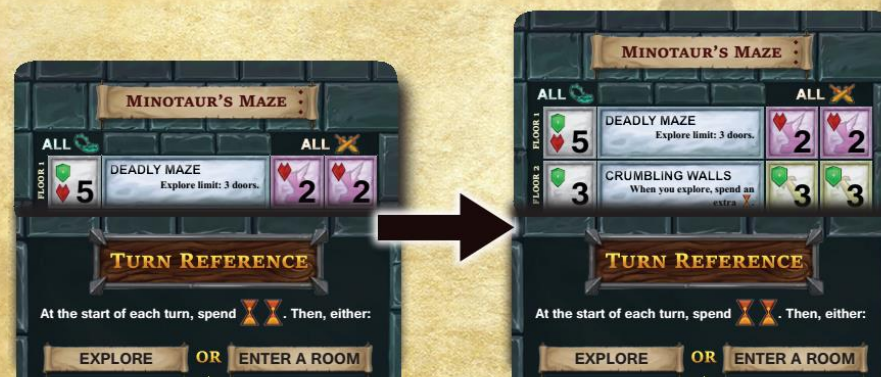 MINOTAUR'S MAZE
ALL ALL
FLOOR 1
5 DEADLY MAZE 2 2
Explore limit: 3 doors.
TURN REFERENCE
At the start of each turn, spend . Then, either:
EXPLORE OR ENTER A ROOM
MINOTAUR'S MAZE
ALL ALL
FLOOR 1
5 DEADLY MAZE 2 2
Explore limit: 3 doors.
FLOOR 2
3 CRUMBLING WALLS 3 3
When you explore, spend an
extra
TURN REFERENCE
At the start of each turn, spend . Then, either:
EXPLORE OR ENTER A ROOM